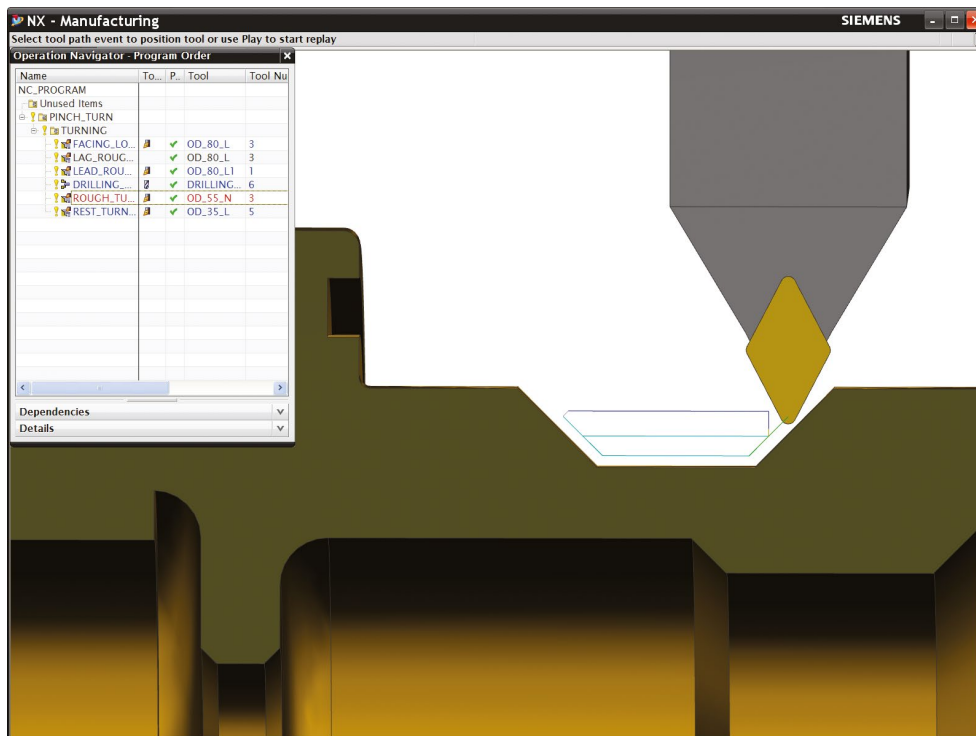 NX - Manufacturing SIEMENS
Select tool path event to position tool or use Play to start replay
Operation Navigator - Program Order
Name To... P.. Tool Tool Nu
NC_PROGRAM
Unused Items
PINCH_TURN
TURNING
FACING_LO... OD_80_L 3
LAG_ROUG... OD_80_L 3
LEAD_ROU... OD_80_L1 1
DRILLING_... DRILLING... 6
ROUGH_TU... OD_55_N 3
REST_TURN... OD_35_L 5
Dependencies
Details